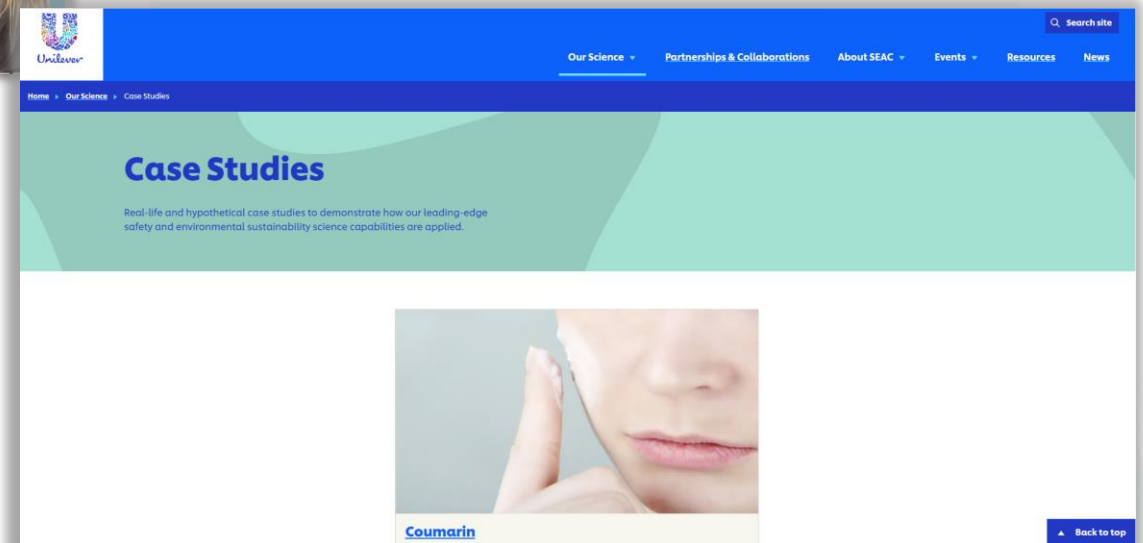 Unilever
Search site
Our Science
Partnerships & Collaborations
About SEAC
Events
Resources
News
Home
Our Science
Case Studies
Case Studies
Real-life and hypothetical case studies to demonstrate how our leading-edge
safety and environmental sustainability science capabilities are applied.
Coumarin
Back to top